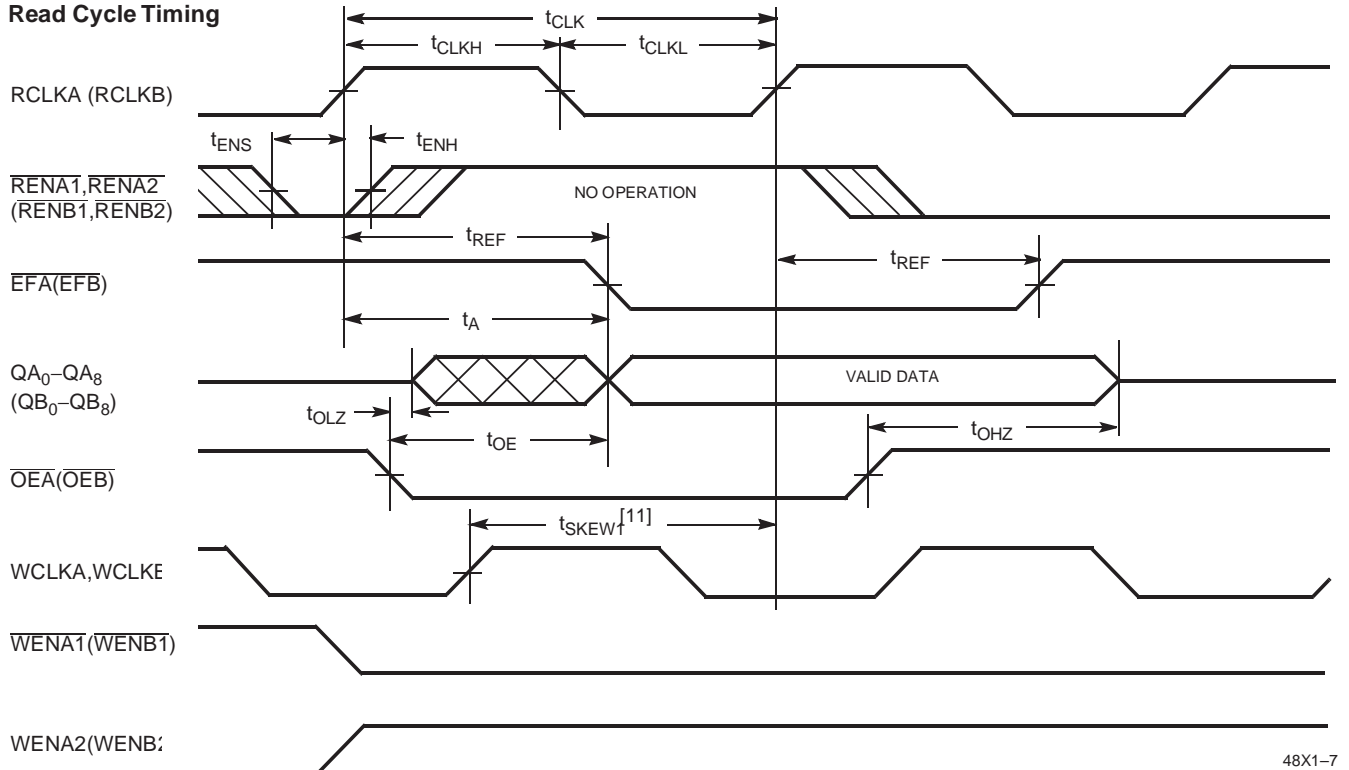 Read Cycle Timing
tCLK
tCLKH
tCLKL
RCLKA (RCLKB)
tENS
tENH
RENA1,RENA2
(RENB1,RENB2)
NO OPERATION
tREF
tREF
EFA(EFB)
tA
QA0–QA8
(QB0–QB8)
VALID DATA
tOLZ
tOE
tOHZ
OEA(OEB)
tSKEW1[11]
WCLKA,WCLKB
WENA1(WENB1)
WENA2(WENB2
48X1–7